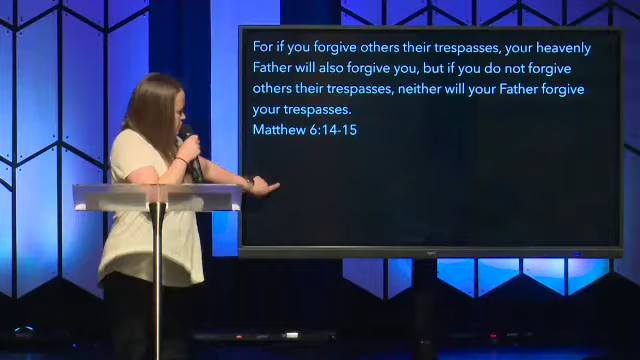 For if you forgive others their trespasses, your heavenly
Father will also forgive you, but if you do not forgive
others their trespasses, neither will your Father forgive
your trespasses.
Matthew 6:14-15